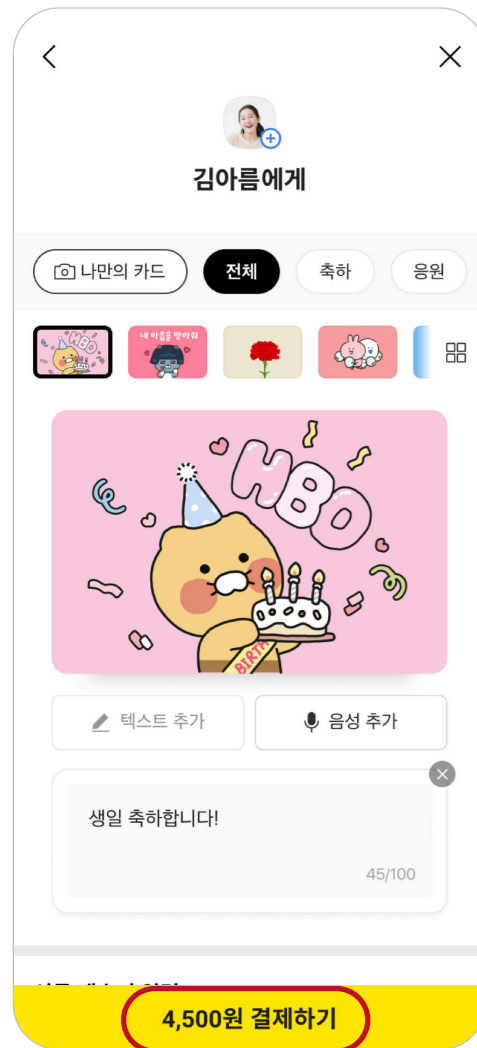 김아름에게
나만의 카드 전체 축하 응원
내 마음을 받아줘
HBD
BIRTH
텍스트 추가 음성 추가
생일 축하합니다!
45/100
4,500원 결제하기